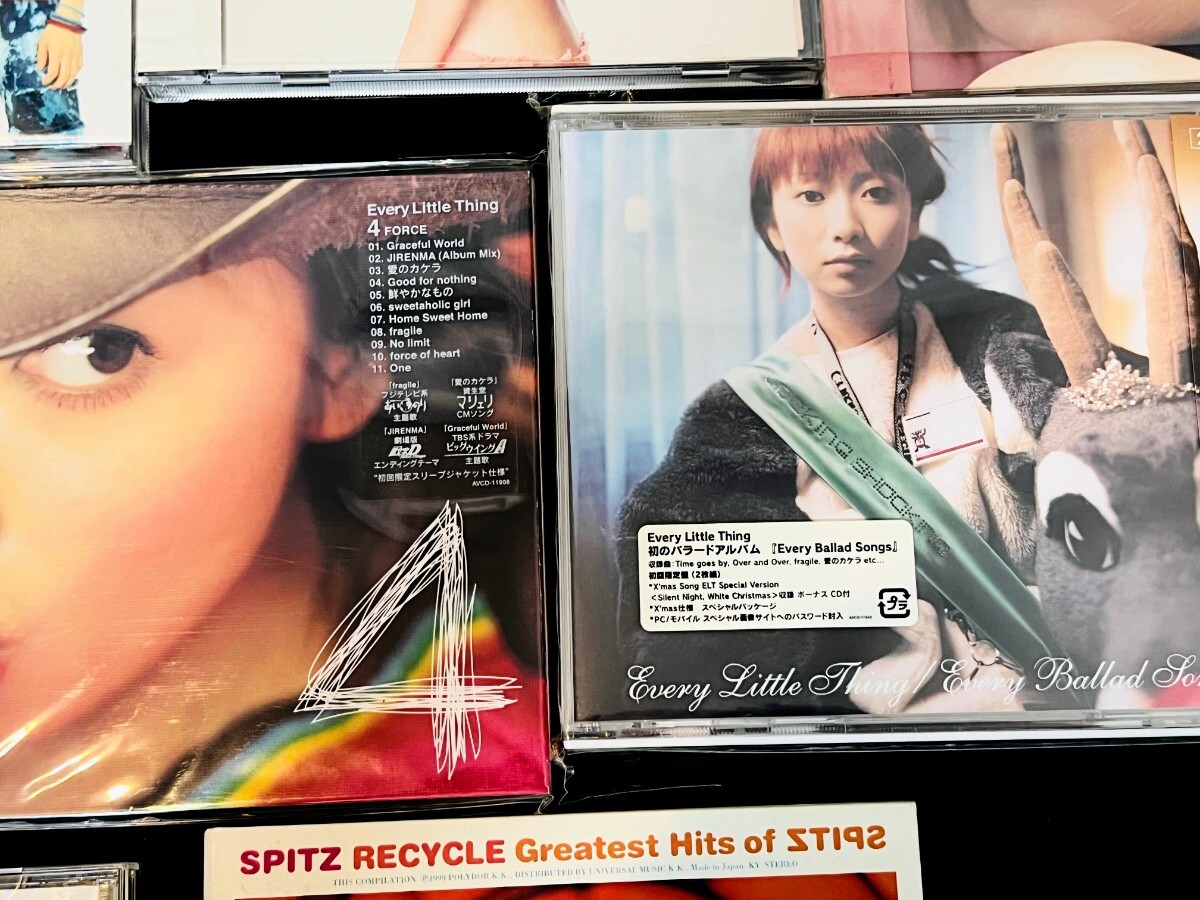 Every Little Thing
4 FORCE
01. Graceful World
02. JIRENMA (Album Mix)
03. 愛のカケラ
04. Good for nothing
05. 鮮やかなもの
06. sweetaholic girl
07. Home Sweet Home
08. fragile
09. No limit
10. force of heart
11. One
「fragile」
フジテレビ系
あいのり
主題歌
「愛のカケラ」
資生堂
マシェリ
CMソング
「JIRENMA」
劇場版
エンディングテーマ
「Graceful World」
TBS系ドラマ
ビッグウイングA
主題歌
"初回限定スリーブジャケット仕様"
AVCD-11908
4
2
賀
Every Little Thing
初のバラードアルバム 『Every Ballad Songs』
収録曲:Time goes by, Over and Over, fragile, 愛のカケラ etc...
初回限定盤(2枚組)
*X'mas Song ELT Special Version
<Silent Night, White Christmas>収録 ボーナス CD付
*X'mas仕様 スペシャルパッケージ
*PC/モバイル スペシャル画像サイトへのパスワード封入
プラ
Every Little Thing / Every Ballad So
SPITZ RECYCLE Greatest Hits of SPITZ
THIS COMPILATION ℗1999 POLYDOR K.K., DISTRIBUTED BY UNIVERSAL MUSIC K.K., Made in Japan. KY STEREO